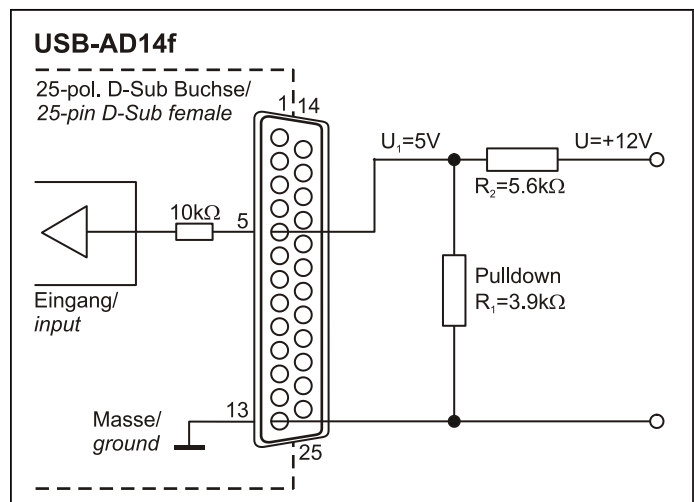 USB-AD14f
25-pol. D-Sub Buchse/
25-pin D-Sub female
1 14
U₁=5V
U=+12V
R₂=5.6kΩ
10kΩ
5
Pulldown
R₁=3.9kΩ
Eingang/
input
13
Masse/
ground
25